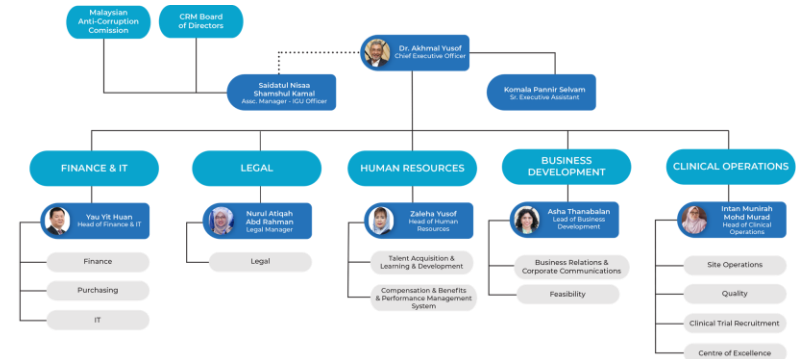 Malaysian
Anti-Corruption
Comission
CRM Board
of Directors
Dr. Akhmal Yusof
Chief Executive Officer
Saidatul Nisaa
Shamshul Kamal
Assc. Manager - IGU Officer
Komala Pannir Selvam
Sr. Executive Assistant
FINANCE & IT
LEGAL
HUMAN RESOURCES
BUSINESS
DEVELOPMENT
CLINICAL OPERATIONS
Yau Yit Huan
Head of Finance & IT
Nurul Atiqah
Abd Rahman
Legal Manager
Zaleha Yusof
Head of Human
Resources
Asha Thanabalan
Lead of Business
Development
Intan Munirah
Mohd Murad
Head of Clinical
Operations
Finance
Purchasing
IT
Legal
Talent Acquisition &
Learning & Development
Compensation & Benefits
& Performance Management
System
Business Relations &
Corporate Communications
Feasibility
Site Operations
Quality
Clinical Trial Recruitment
Centre of Excellence